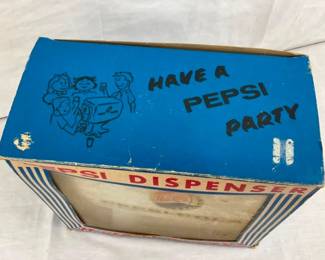 HAVE A
PEPSI
PARTY
PSI DISPENSER